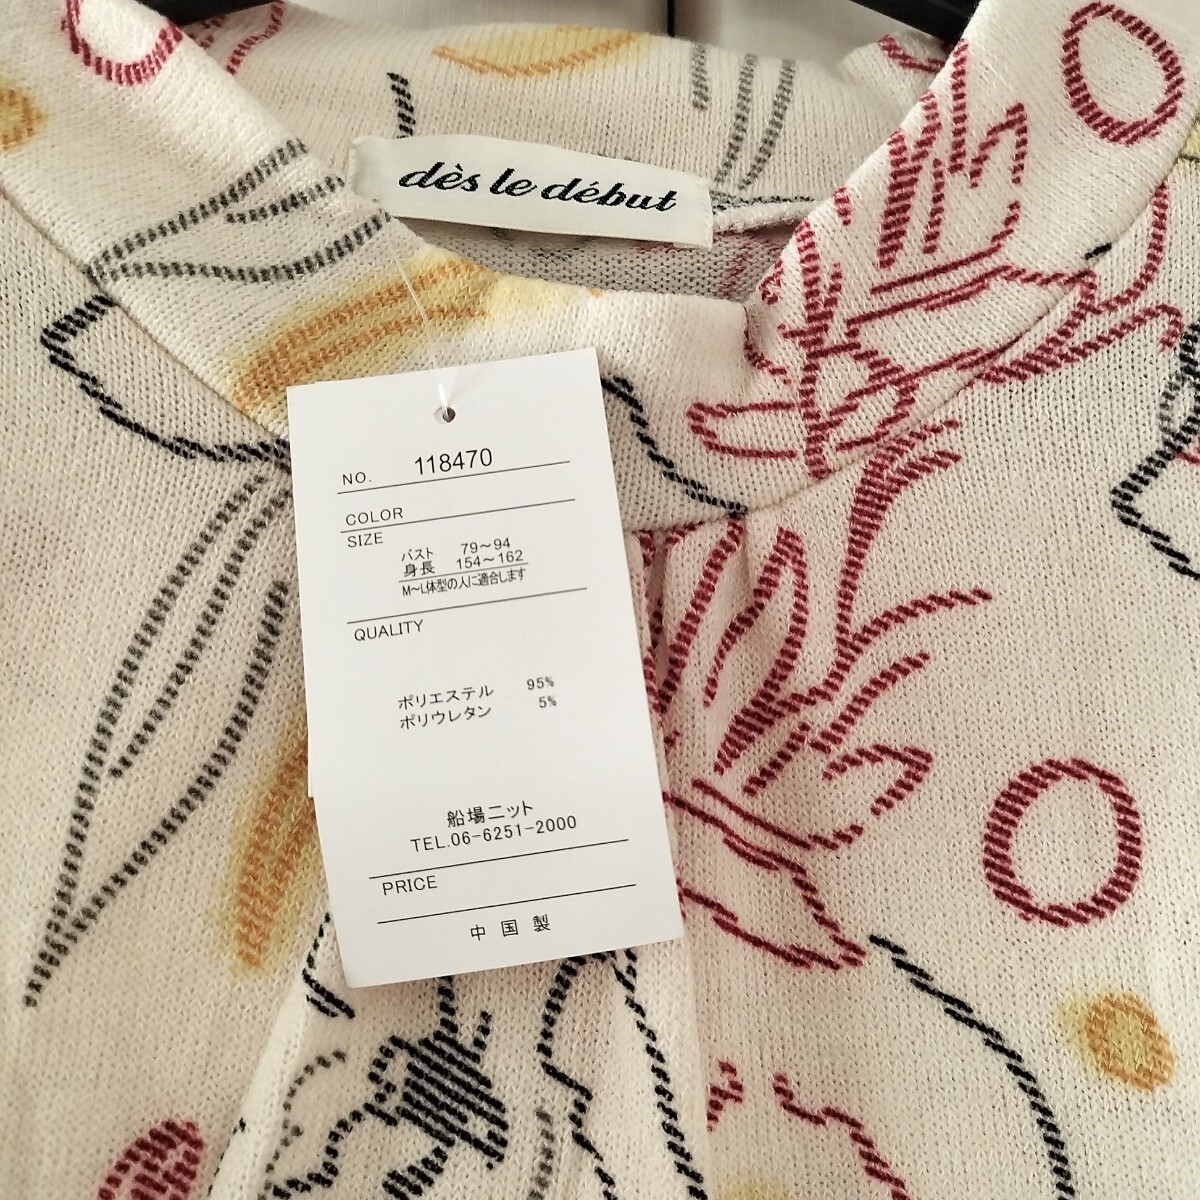 dès le début
NO. 118470
COLOR
SIZE
バスト 79～94
身長 154～162
M～L体型の人に適合します
QUALITY
ポリエステル 95%
ポリウレタン 5%
船場ニット
TEL.06-6251-2000
PRICE
中国製